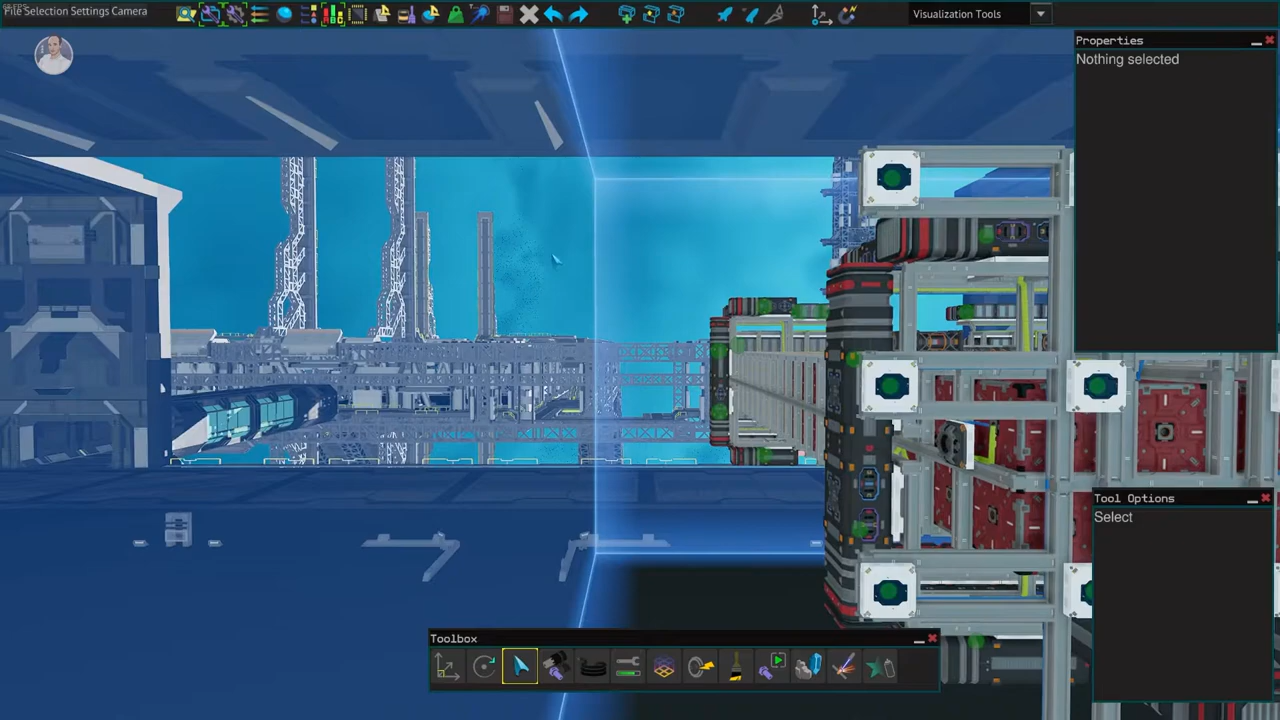 File Selection Settings Camera
Visualization Tools
Properties
Nothing selected
Tool Options
Select
Toolbox